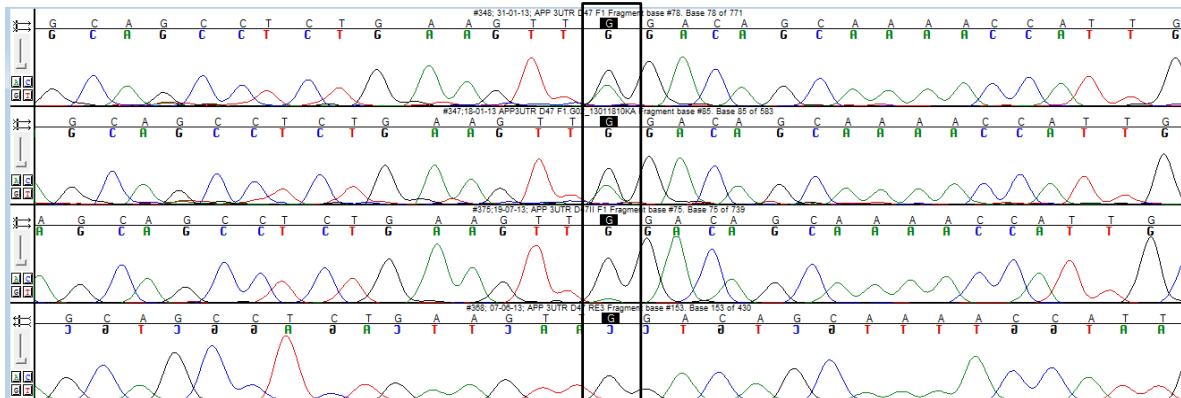 #348; 31-01-13; APP 3UTR D47 F1 Fragment base #78. Base 78 of 771
G C A G C C T C T G A A G T T G G A C A G C A A A A C C A T T G
G C A G C C T C T G A A G T T G G A C A G C A A A A C C A T T G
A C
G T
#347;18-01-13 APP3UTR D47 F1.G02_13011810KA #85. Base 85 of 583
G C A G C C T C T G A A G T T G G A C A G C A A A A C C A T T G
G C A G C C T C T G A A G T T G G A C A G C A A A A C C A T T G
A C
G T
#375,19-07-13; APP 3UTR D47II F1 Fragment base #75. Base 75 of 739
A G C A G C C T C T G A A G T T G G A C A G C A A A A C C A T T G
A G C A G C C T C T G A A G T T G G A C A G C A A A A C C A T T G
A C
G T
#368; 07-06-13; APP 3UTR D47 RE3 Fragment base #153. Base 153 of 430
G C A G C C T C T G A A G T T G G A C A G C A A A A C C A T T
C G T C G G A G A C T T C A A C C T G T C G T T T T G G T A A
A C
G T